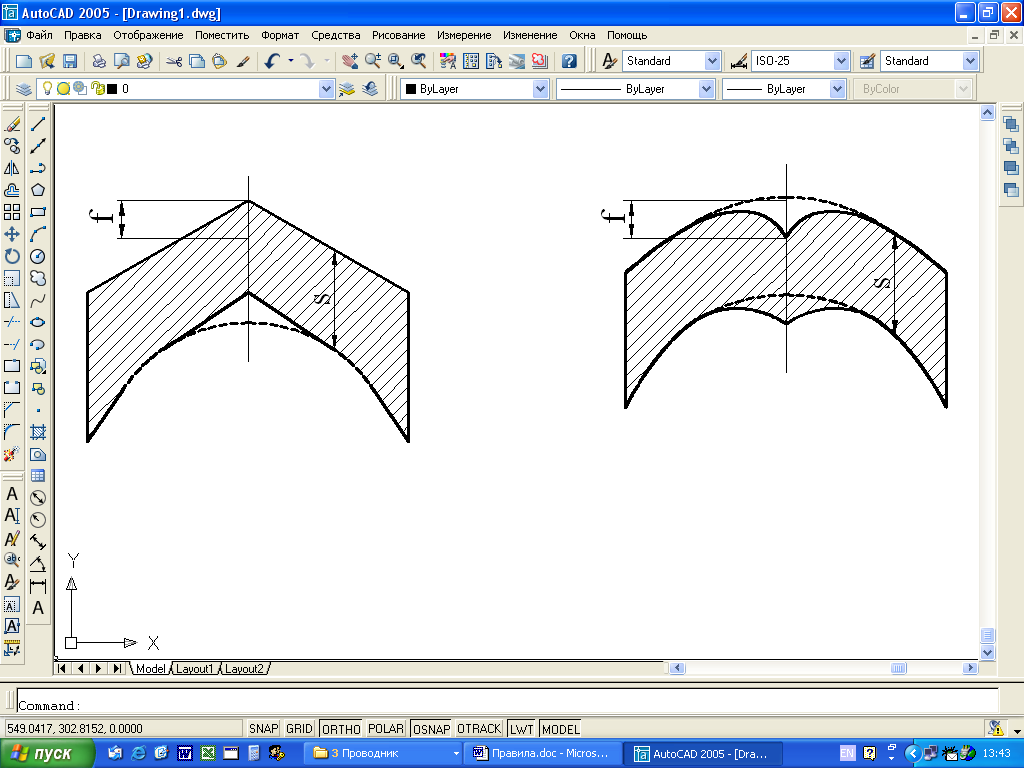 AutoCAD 2005 - [Drawing1.dwg]
Файл Правка Отображение Поместить Формат Средства Рисование Измерение Изменение Окна Помощь
Standard ISO-25 Standard
0 ByLayer ByLayer ByLayer ByColor
f
s
f
s
Y
X
Model Layout1 Layout2
Command:
549.0417, 302.8152, 0.0000 SNAP GRID ORTHO POLAR OSNAP OTRACK LWT MODEL
пуск 3 Проводник Правила.doc - Micros... AutoCAD 2005 - [Dra... EN 13:43